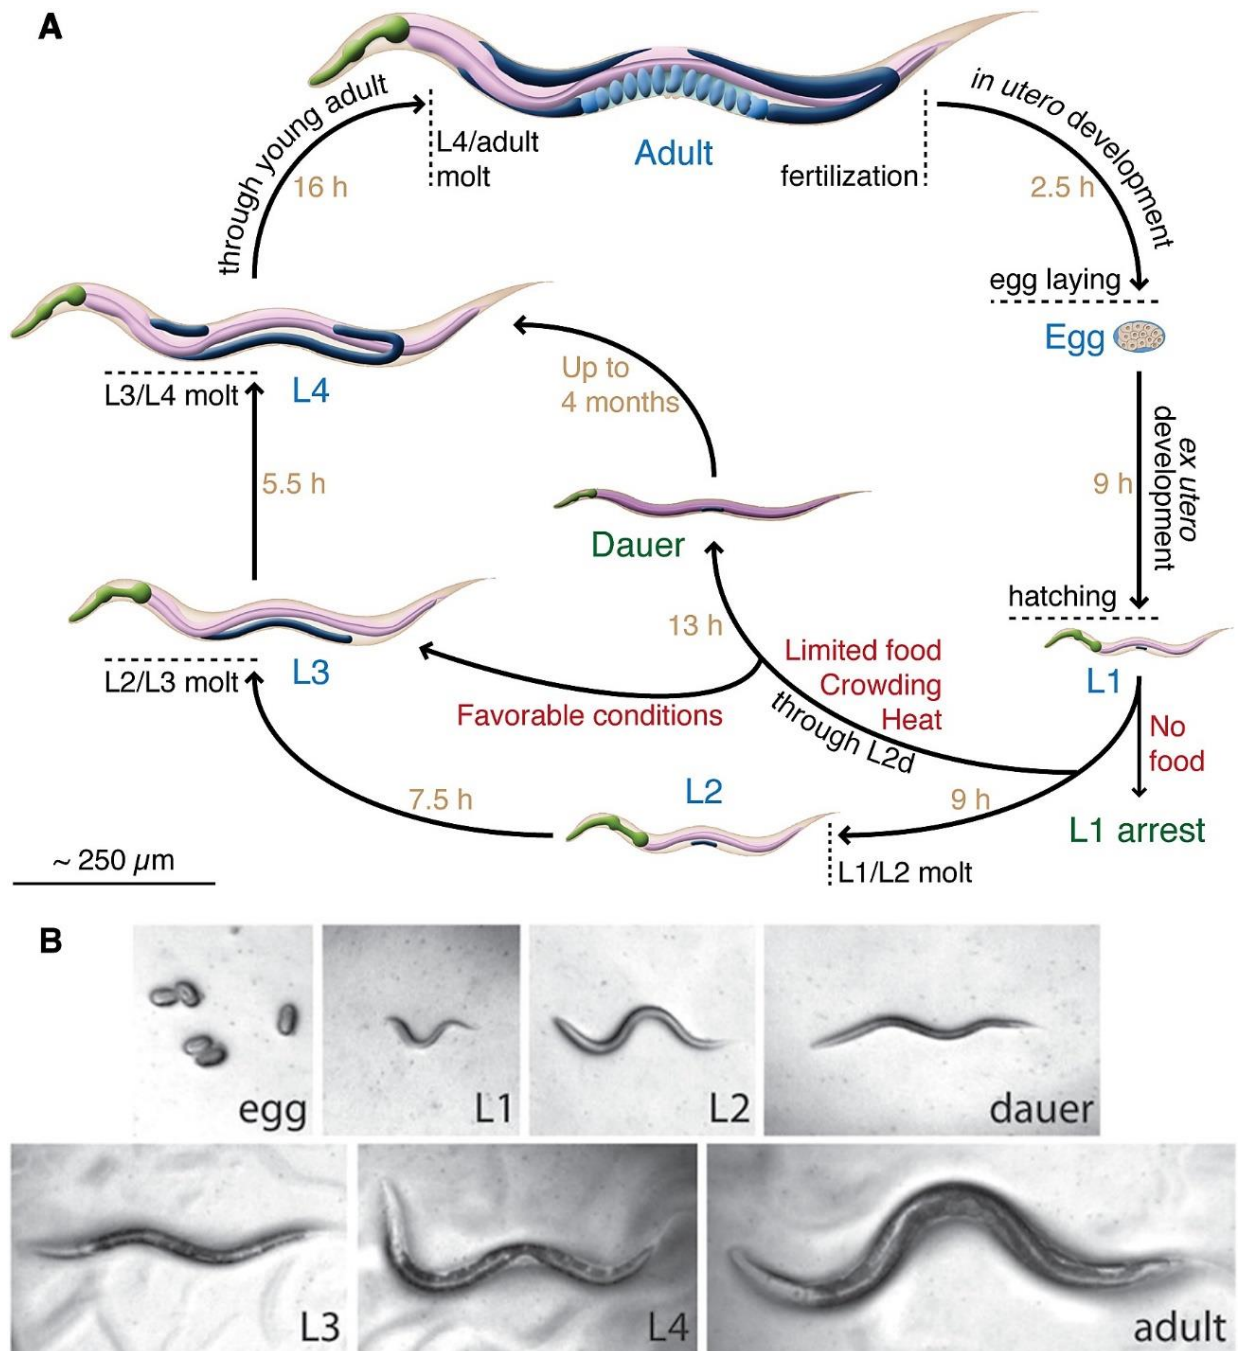 A
through young adult
16 h
L4/adult
molt
Adult
fertilization
in utero development
2.5 h
egg laying
Egg
L3/L4 molt
L4
Up to
4 months
5.5 h
9 h
ex utero
development
Dauer
hatching
13 h
Limited food
Crowding
Heat
L1
L2/L3 molt
L3
Favorable conditions
through L2d
No
food
L2
7.5 h
9 h
L1 arrest
~ 250 µm
L1/L2 molt
B
egg
L1
L2
dauer
L3
L4
adult